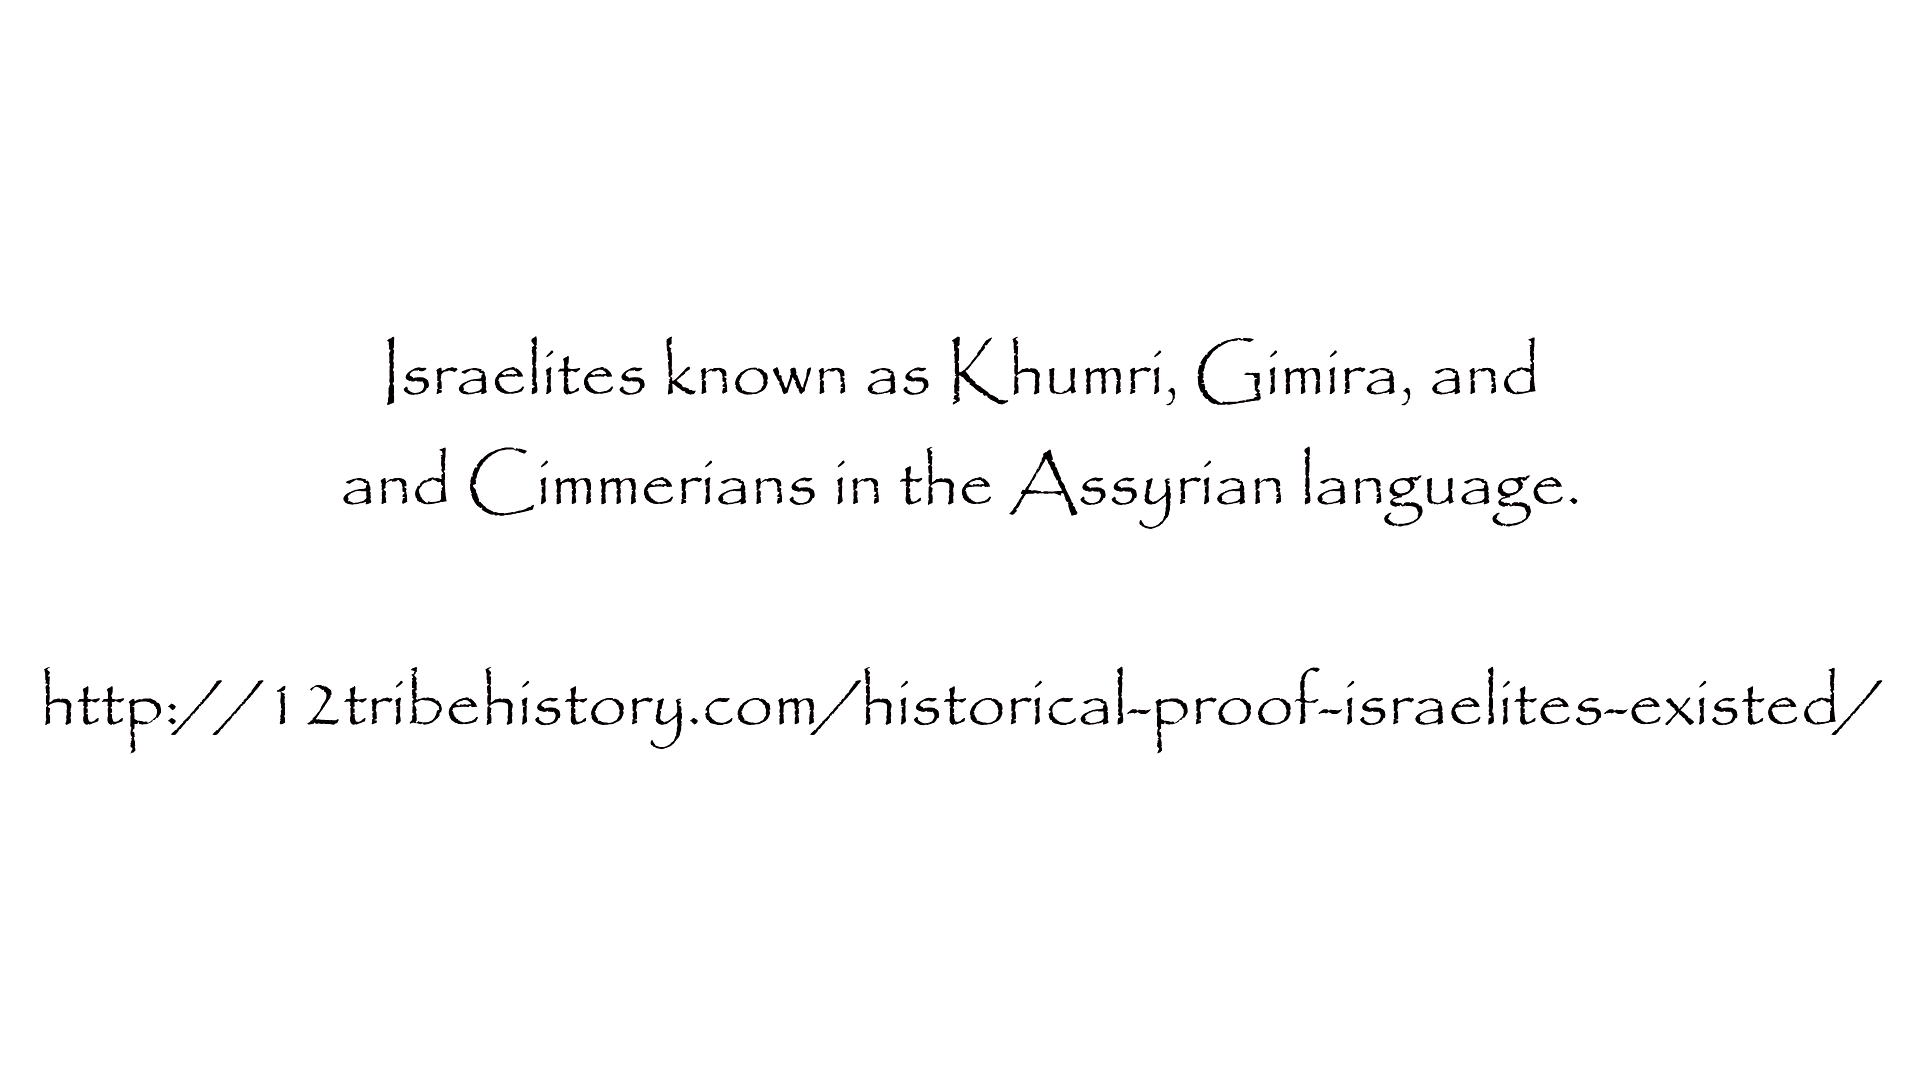 Israelites known as Khumri, Gimira, and
and Cimmerians in the Assyrian language.
http://12tribehistory.com/historical-proof-israelites-existed/